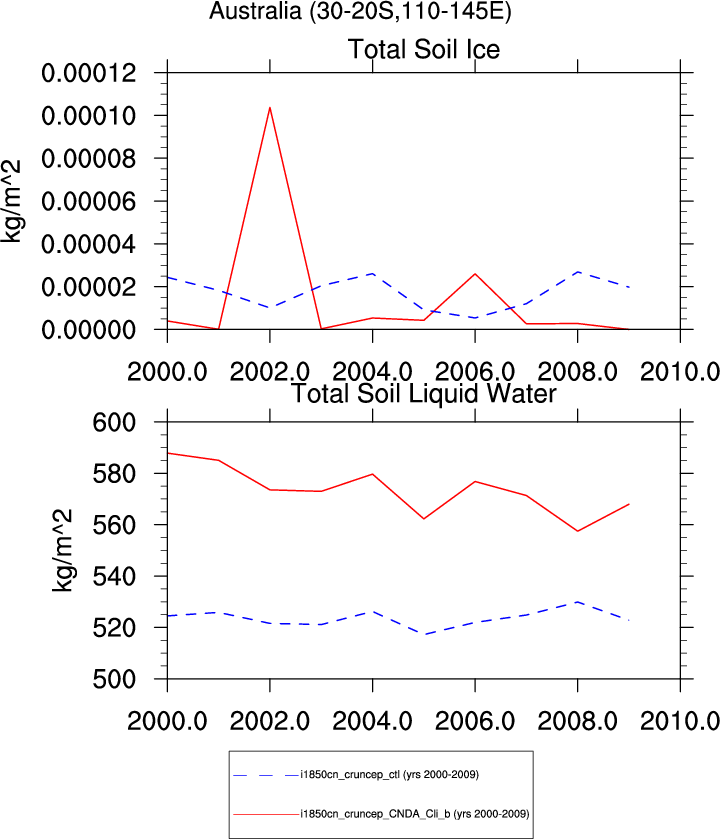 Australia (30-20S,110-145E)
Total Soil Ice
0.00012
0.00010
0.00008
0.00006
0.00004
0.00002
0.00000
kg/m^2
2000.0 2002.0 2004.0 2006.0 2008.0 2010.0
Total Soil Liquid Water
600
580
560
540
520
500
kg/m^2
2000.0 2002.0 2004.0 2006.0 2008.0 2010.0
i1850cn_cruncep_ctl (yrs 2000-2009)
i1850cn_cruncep_CNDA_Cli_b (yrs 2000-2009)